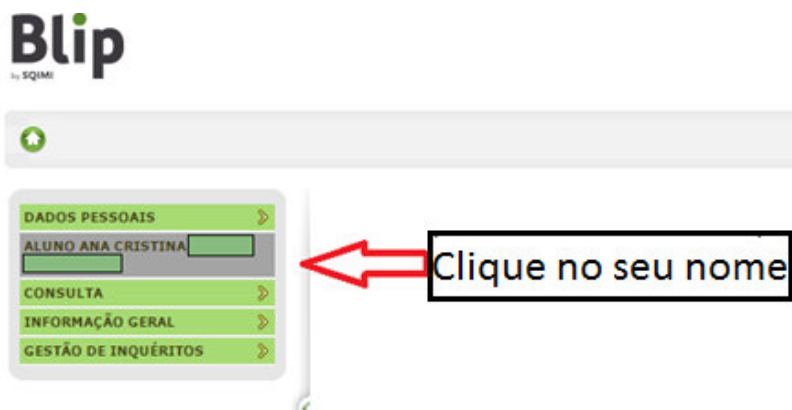 Blip
by SQIMI
DADOS PESSOAIS
ALUNO ANA CRISTINA
CONSULTA
INFORMAÇÃO GERAL
GESTÃO DE INQUÉRITOS
Clique no seu nome